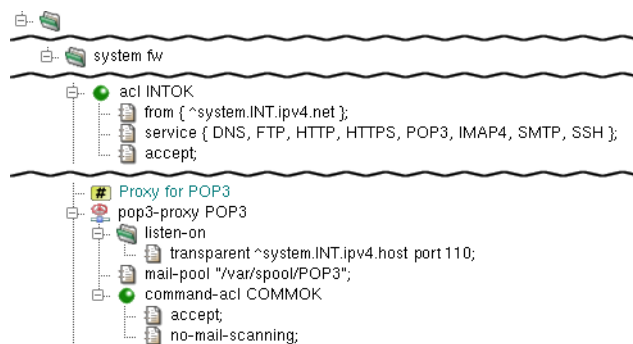 system fw
acl INTOK
from { ^system.INT.ipv4.net };
service { DNS, FTP, HTTP, HTTPS, POP3, IMAP4, SMTP, SSH };
accept;
# Proxy for POP3
pop3-proxy POP3
listen-on
transparent ^system.INT.ipv4.host port 110;
mail-pool "/var/spool/POP3";
command-acl COMMOK
accept;
no-mail-scanning;